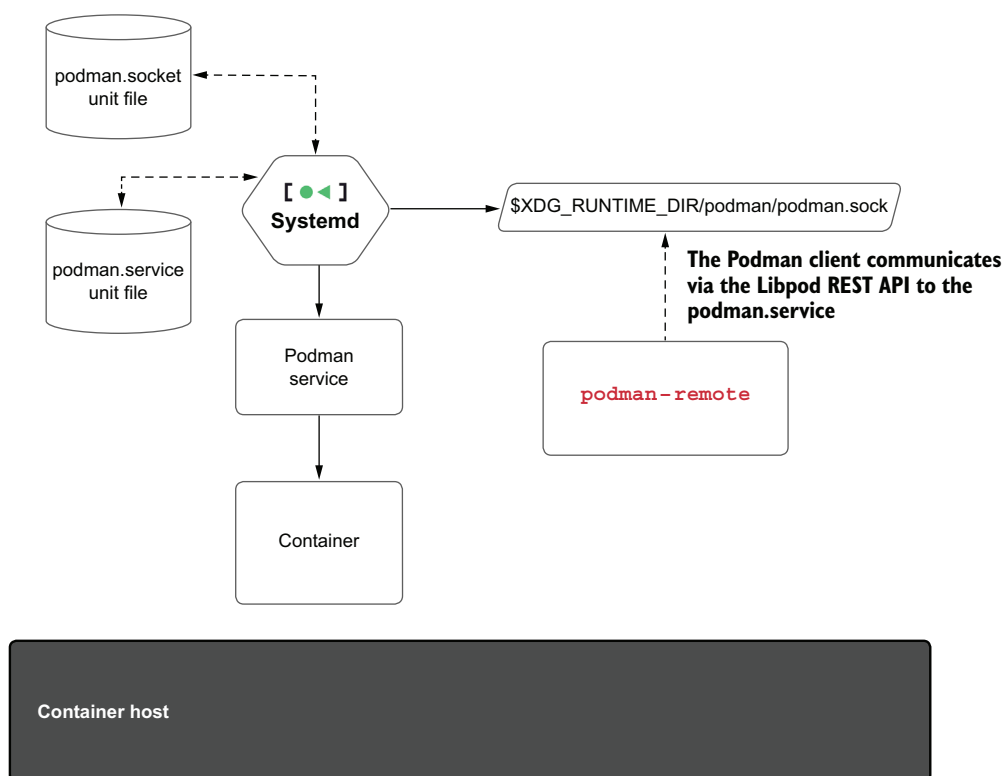 podman.socket
unit file
podman.service
unit file
[●◄]
Systemd
$XDG_RUNTIME_DIR/podman/podman.sock
The Podman client communicates
via the Libpod REST API to the
podman.service
Podman
service
podman-remote
Container
Container host